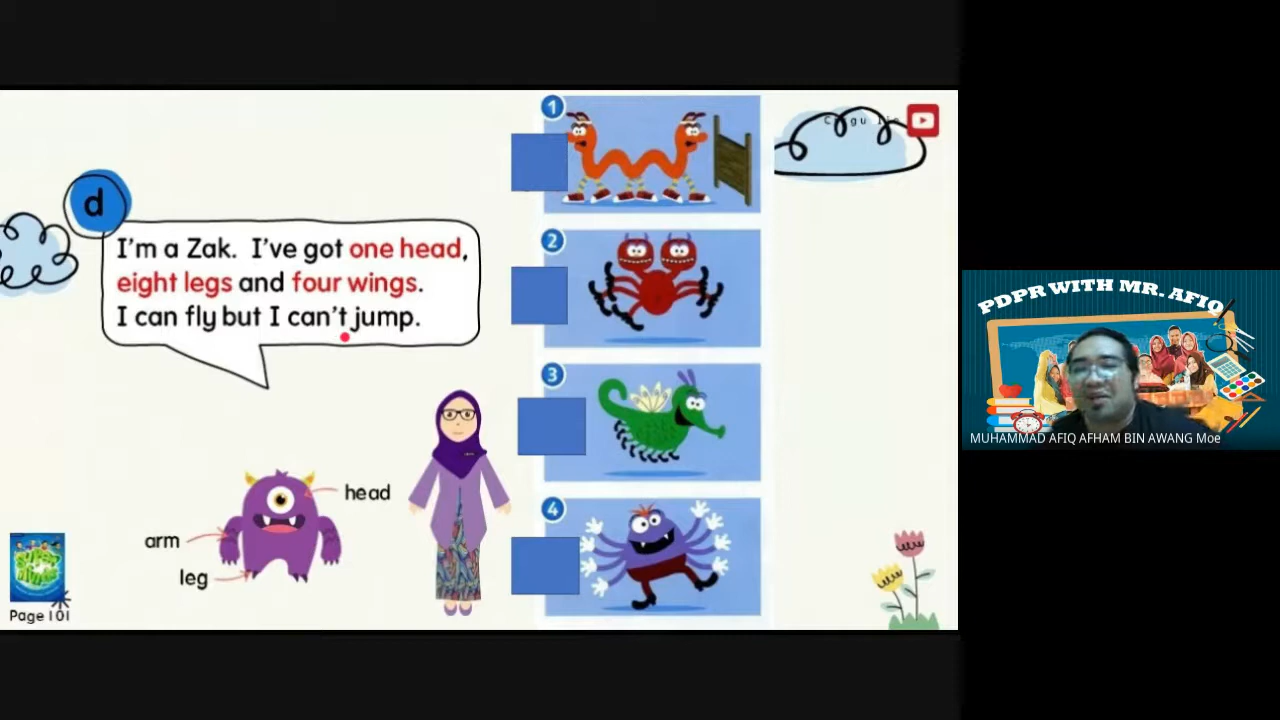 d
I'm a Zak. I've got one head,
eight legs and four wings.
I can fly but I can't jump.
head
arm
leg
Page 101
1
2
3
4
PDPR WITH MR. AFIQ
MUHAMMAD AFIQ AFHAM BIN AWANG Moe